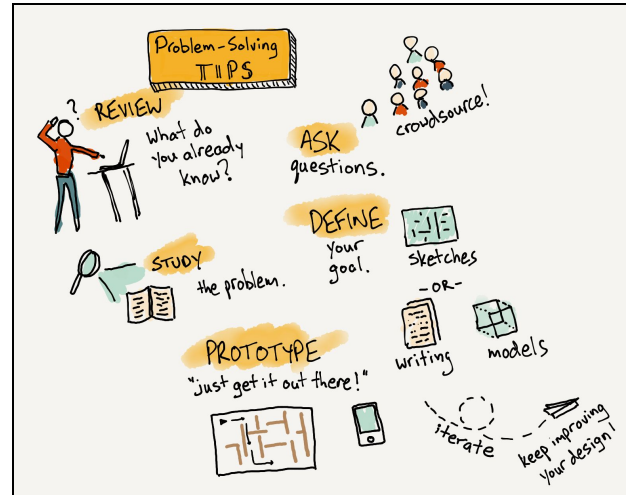 Problem-Solving
TIPS
?
REVIEW
What do
you already
know?
ASK
questions.
crowdsource!
STUDY
the problem.
DEFINE
your
goal.
sketches
-OR-
writing
models
PROTOTYPE
"just get it out there!"
iterate
keep improving
your design!